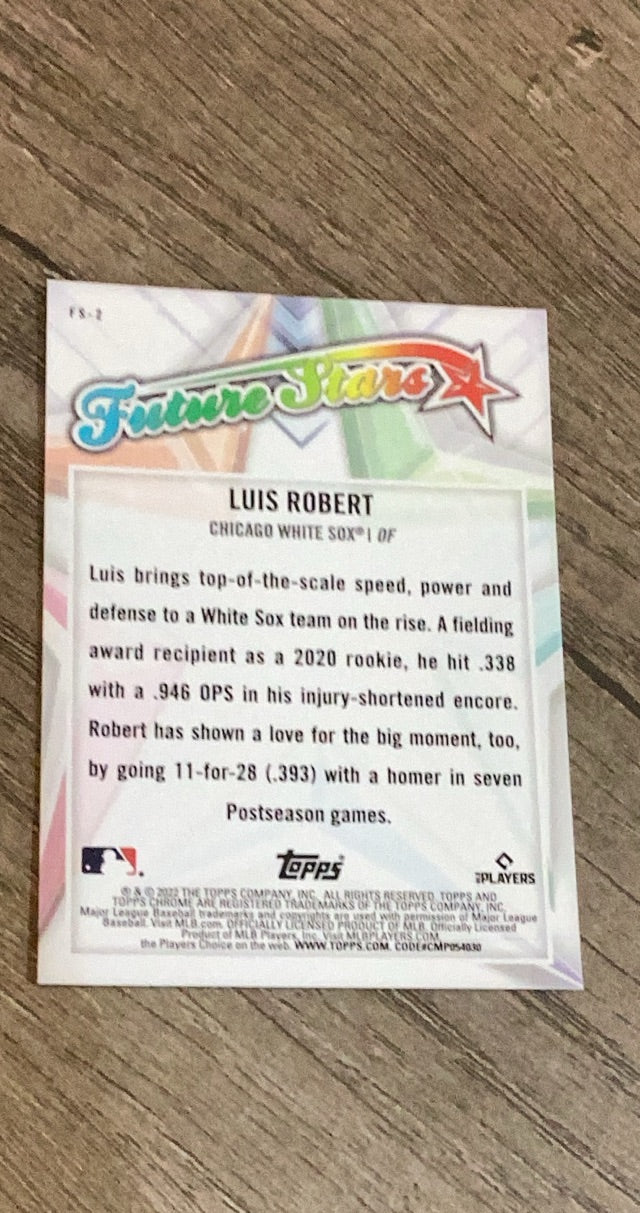 FS-2
Future Stars
LUIS ROBERT
CHICAGO WHITE SOX® | OF
Luis brings top-of-the-scale speed, power and
defense to a White Sox team on the rise. A fielding
award recipient as a 2020 rookie, he hit .338
with a .946 OPS in his injury-shortened encore.
Robert has shown a love for the big moment, too,
by going 11-for-28 (.393) with a homer in seven
Postseason games.
topps
MLBPLAYERS
® & © 2022 THE TOPPS COMPANY, INC. ALL RIGHTS RESERVED. TOPPS AND
TOPPS CHROME ARE REGISTERED TRADEMARKS OF THE TOPPS COMPANY, INC.
Major League Baseball trademarks and copyrights are used with permission of Major League
Baseball. Visit MLB.com. OFFICIALLY LICENSED PRODUCT OF MLB. Officially Licensed
Product of MLB Players, Inc. Visit MLBPLAYERS.COM,
the Players Choice on the web. WWW.TOPPS.COM. CODE#CMP054030